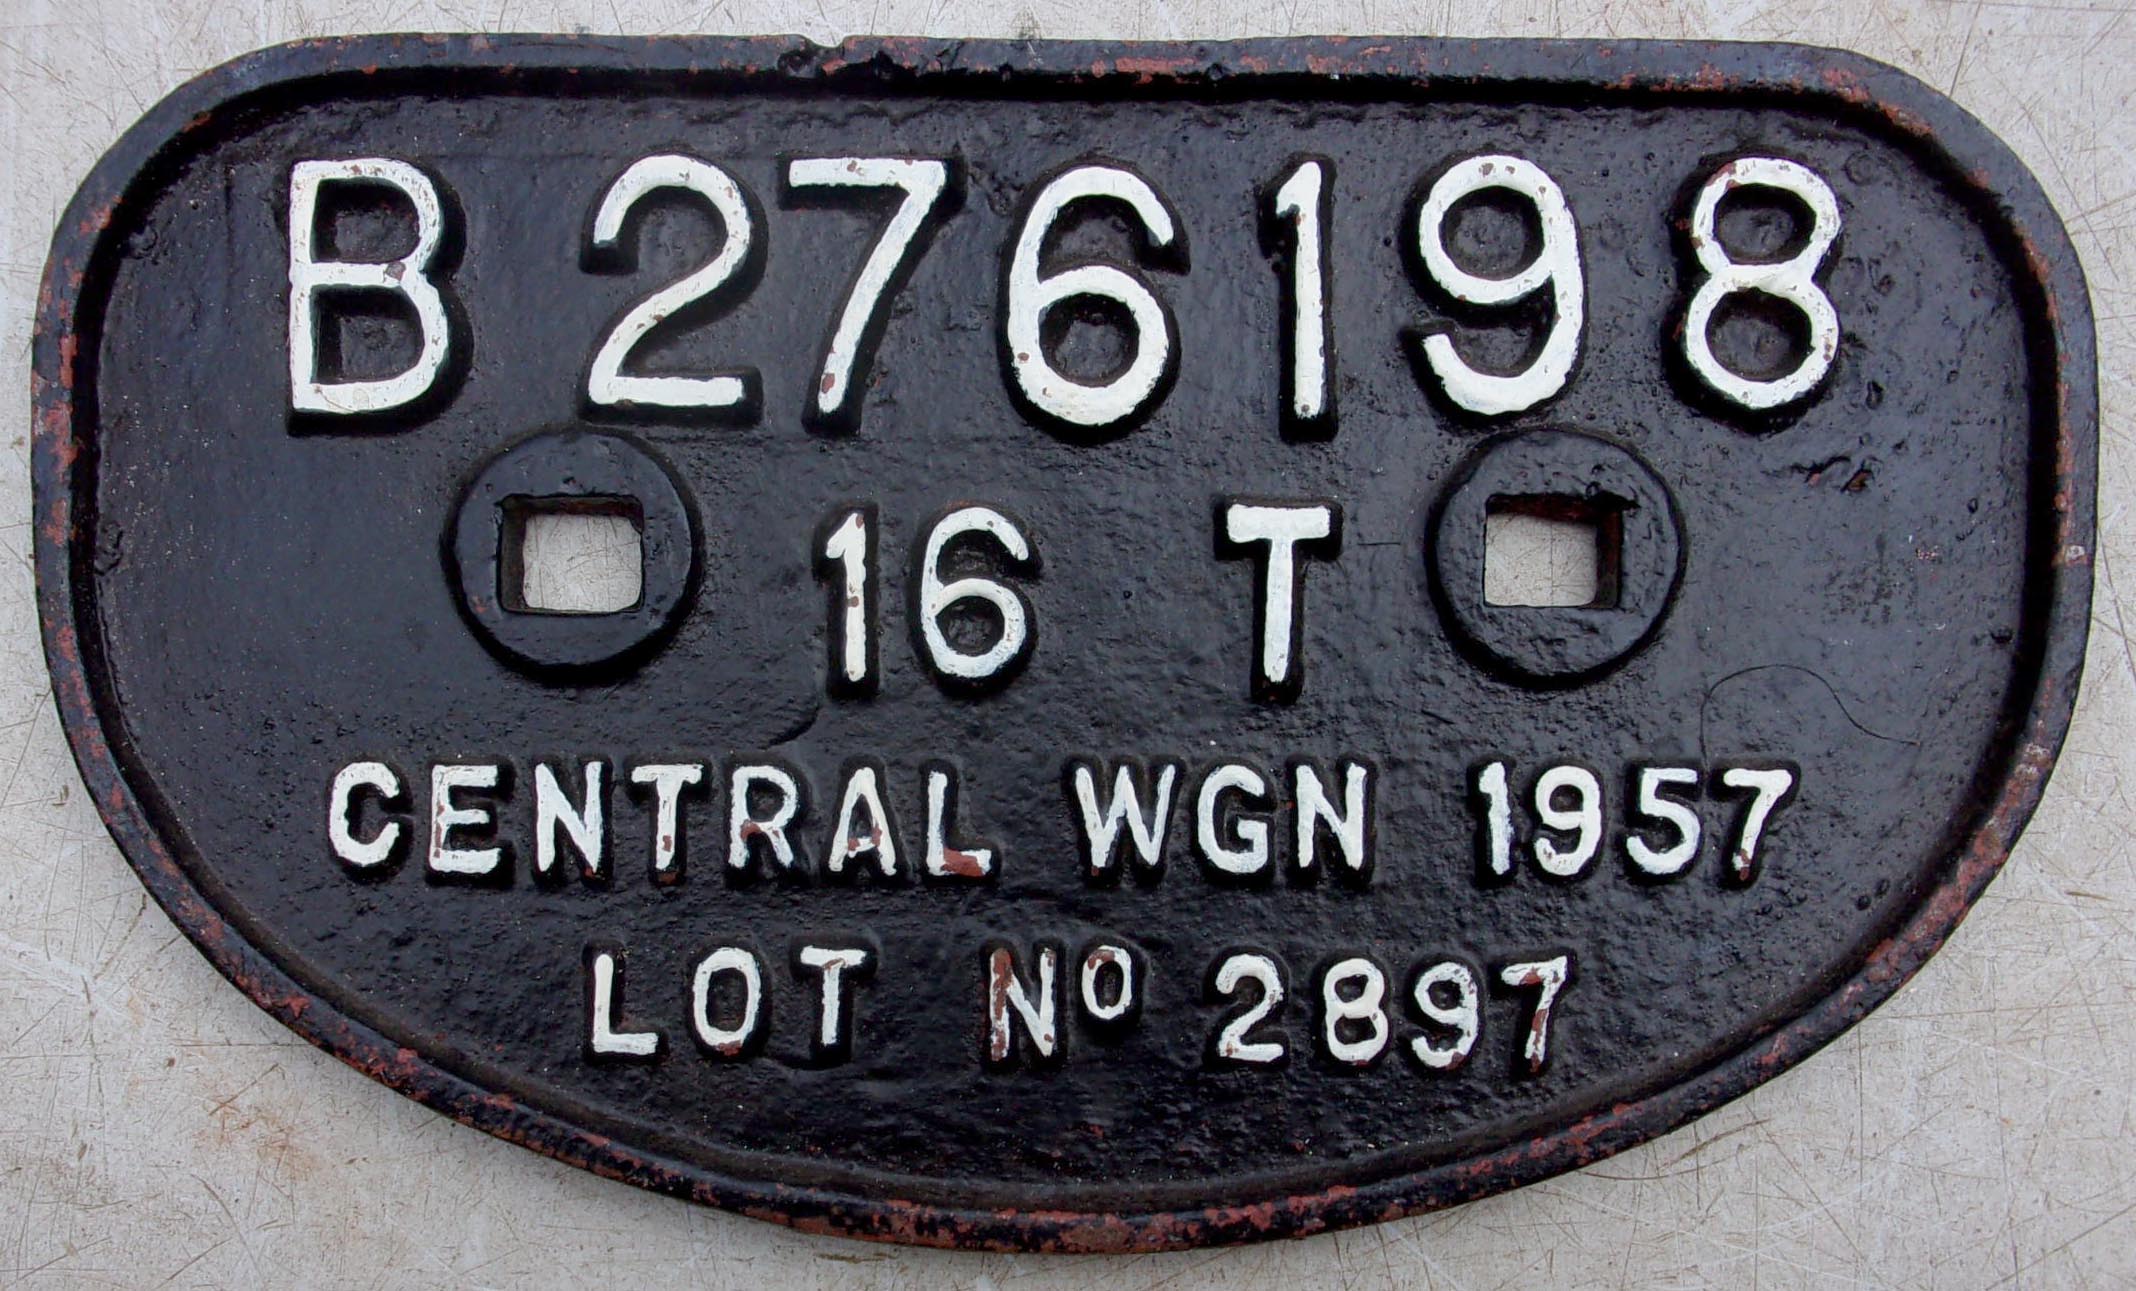 B 276198
16 T
CENTRAL WGN 1957
LOT Nº 2897